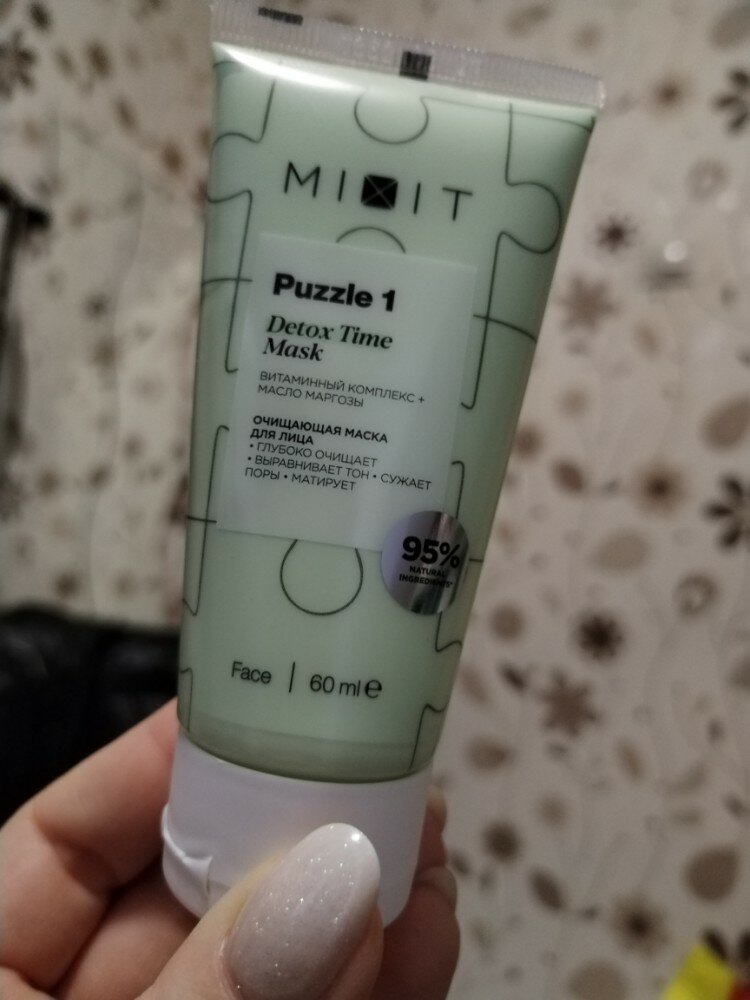 MIXIT
Puzzle 1
Detox Time
Mask
ВИТАМИННЫЙ КОМПЛЕКС +
МАСЛО МАРГОЗЫ
ОЧИЩАЮЩАЯ МАСКА
ДЛЯ ЛИЦА
• ГЛУБОКО ОЧИЩАЕТ
• ВЫРАВНИВАЕТ ТОН • СУЖАЕТ
ПОРЫ • МАТИРУЕТ
95%
NATURAL
INGREDIENTS*
Face | 60 ml e